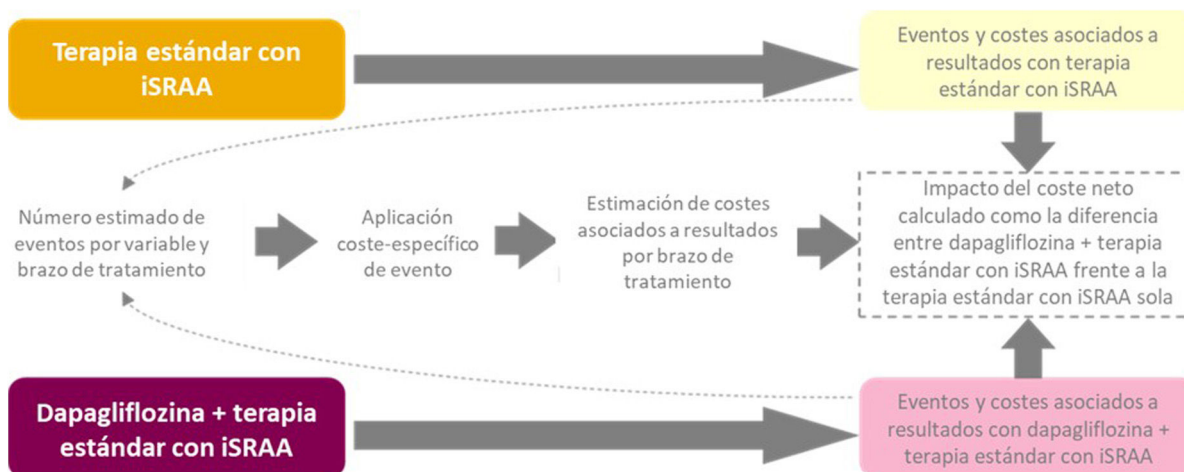 Terapia estándar con
iSRAA
Eventos y costes asociados a
resultados con terapia
estándar con iSRAA
Número estimado de
eventos por variable y
brazo de tratamiento
Aplicación
coste-específico
de evento
Estimación de costes
asociados a resultados
por brazo de
tratamiento
Impacto del coste neto
calculado como la diferencia
entre dapagliflozina + terapia
estándar con iSRAA frente a la
terapia estándar con iSRAA sola
Dapagliflozina + terapia
estándar con iSRAA
Eventos y costes asociados a
resultados con dapagliflozina +
terapia estándar con iSRAA